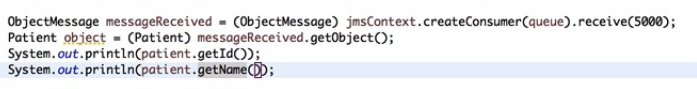 ObjectMessage messageReceived = (ObjectMessage) jmsContext.createConsumer(queue).receive(5000);
Patient object = (Patient) messageReceived.getObject();
System.out.println(patient.getId());
System.out.println(patient.getName());